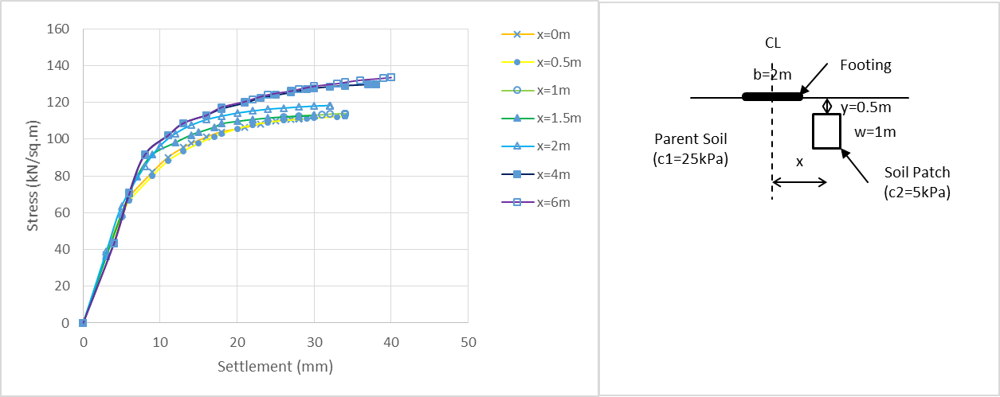 160
140
120
100
80
60
40
20
0
Stress (kN/sq.m)
0 10 20 30 40 50
Settlement (mm)
x=0m
x=0.5m
x=1m
x=1.5m
x=2m
x=4m
x=6m
CL
b=2m
Footing
y=0.5m
w=1m
Parent Soil
(c1=25kPa)
x
Soil Patch
(c2=5kPa)